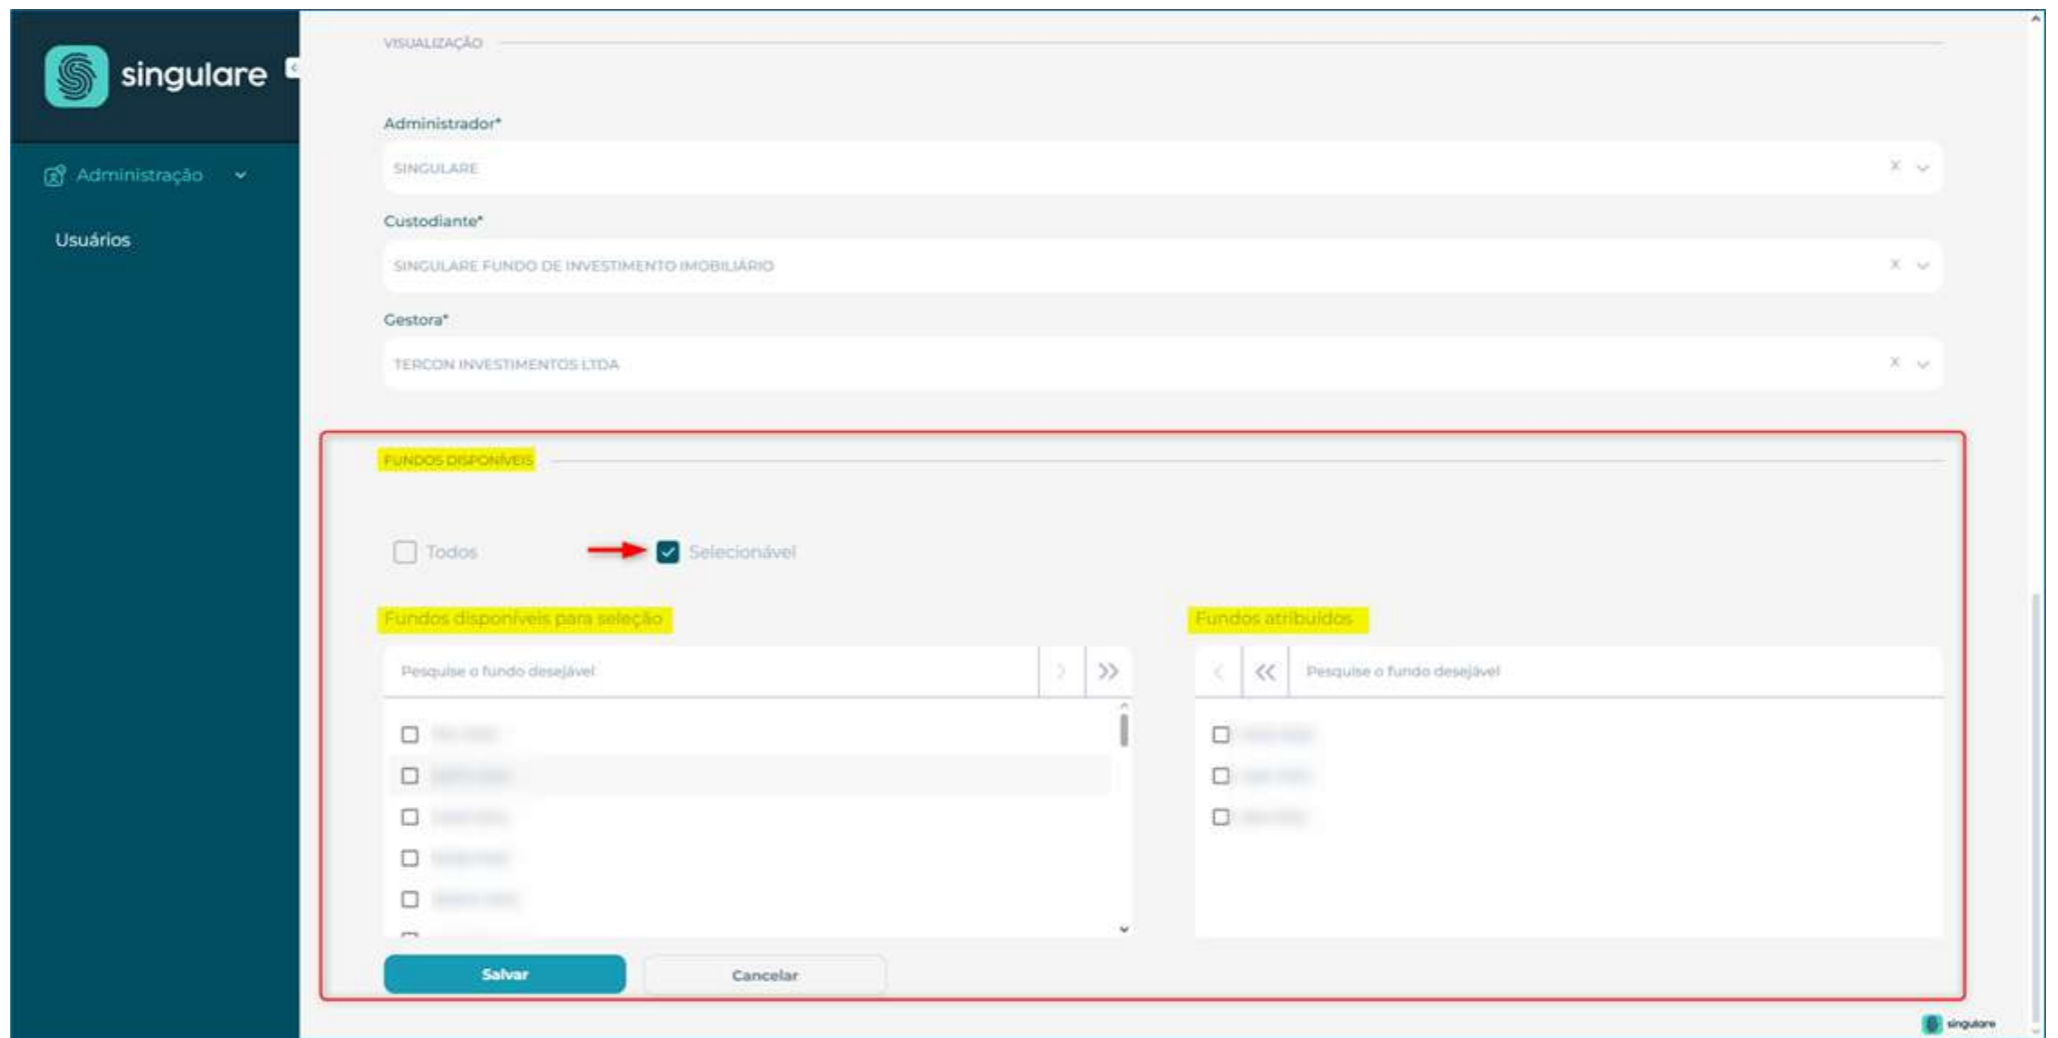 singulare
Administração
Usuários
VISUALIZAÇÃO
Administrador*
SINGULARE
X
Custodiante*
SINGULARE FUNDO DE INVESTIMENTO IMOBILIÁRIO
X
Gestora*
TERCON INVESTIMENTOS LTDA
X
FUNDOS DISPONÍVEIS
Todos
Selecionável
Fundos disponíveis para seleção
Fundos atribuídos
Pesquise o fundo desejável
Pesquise o fundo desejável
Salvar
Cancelar
singulare